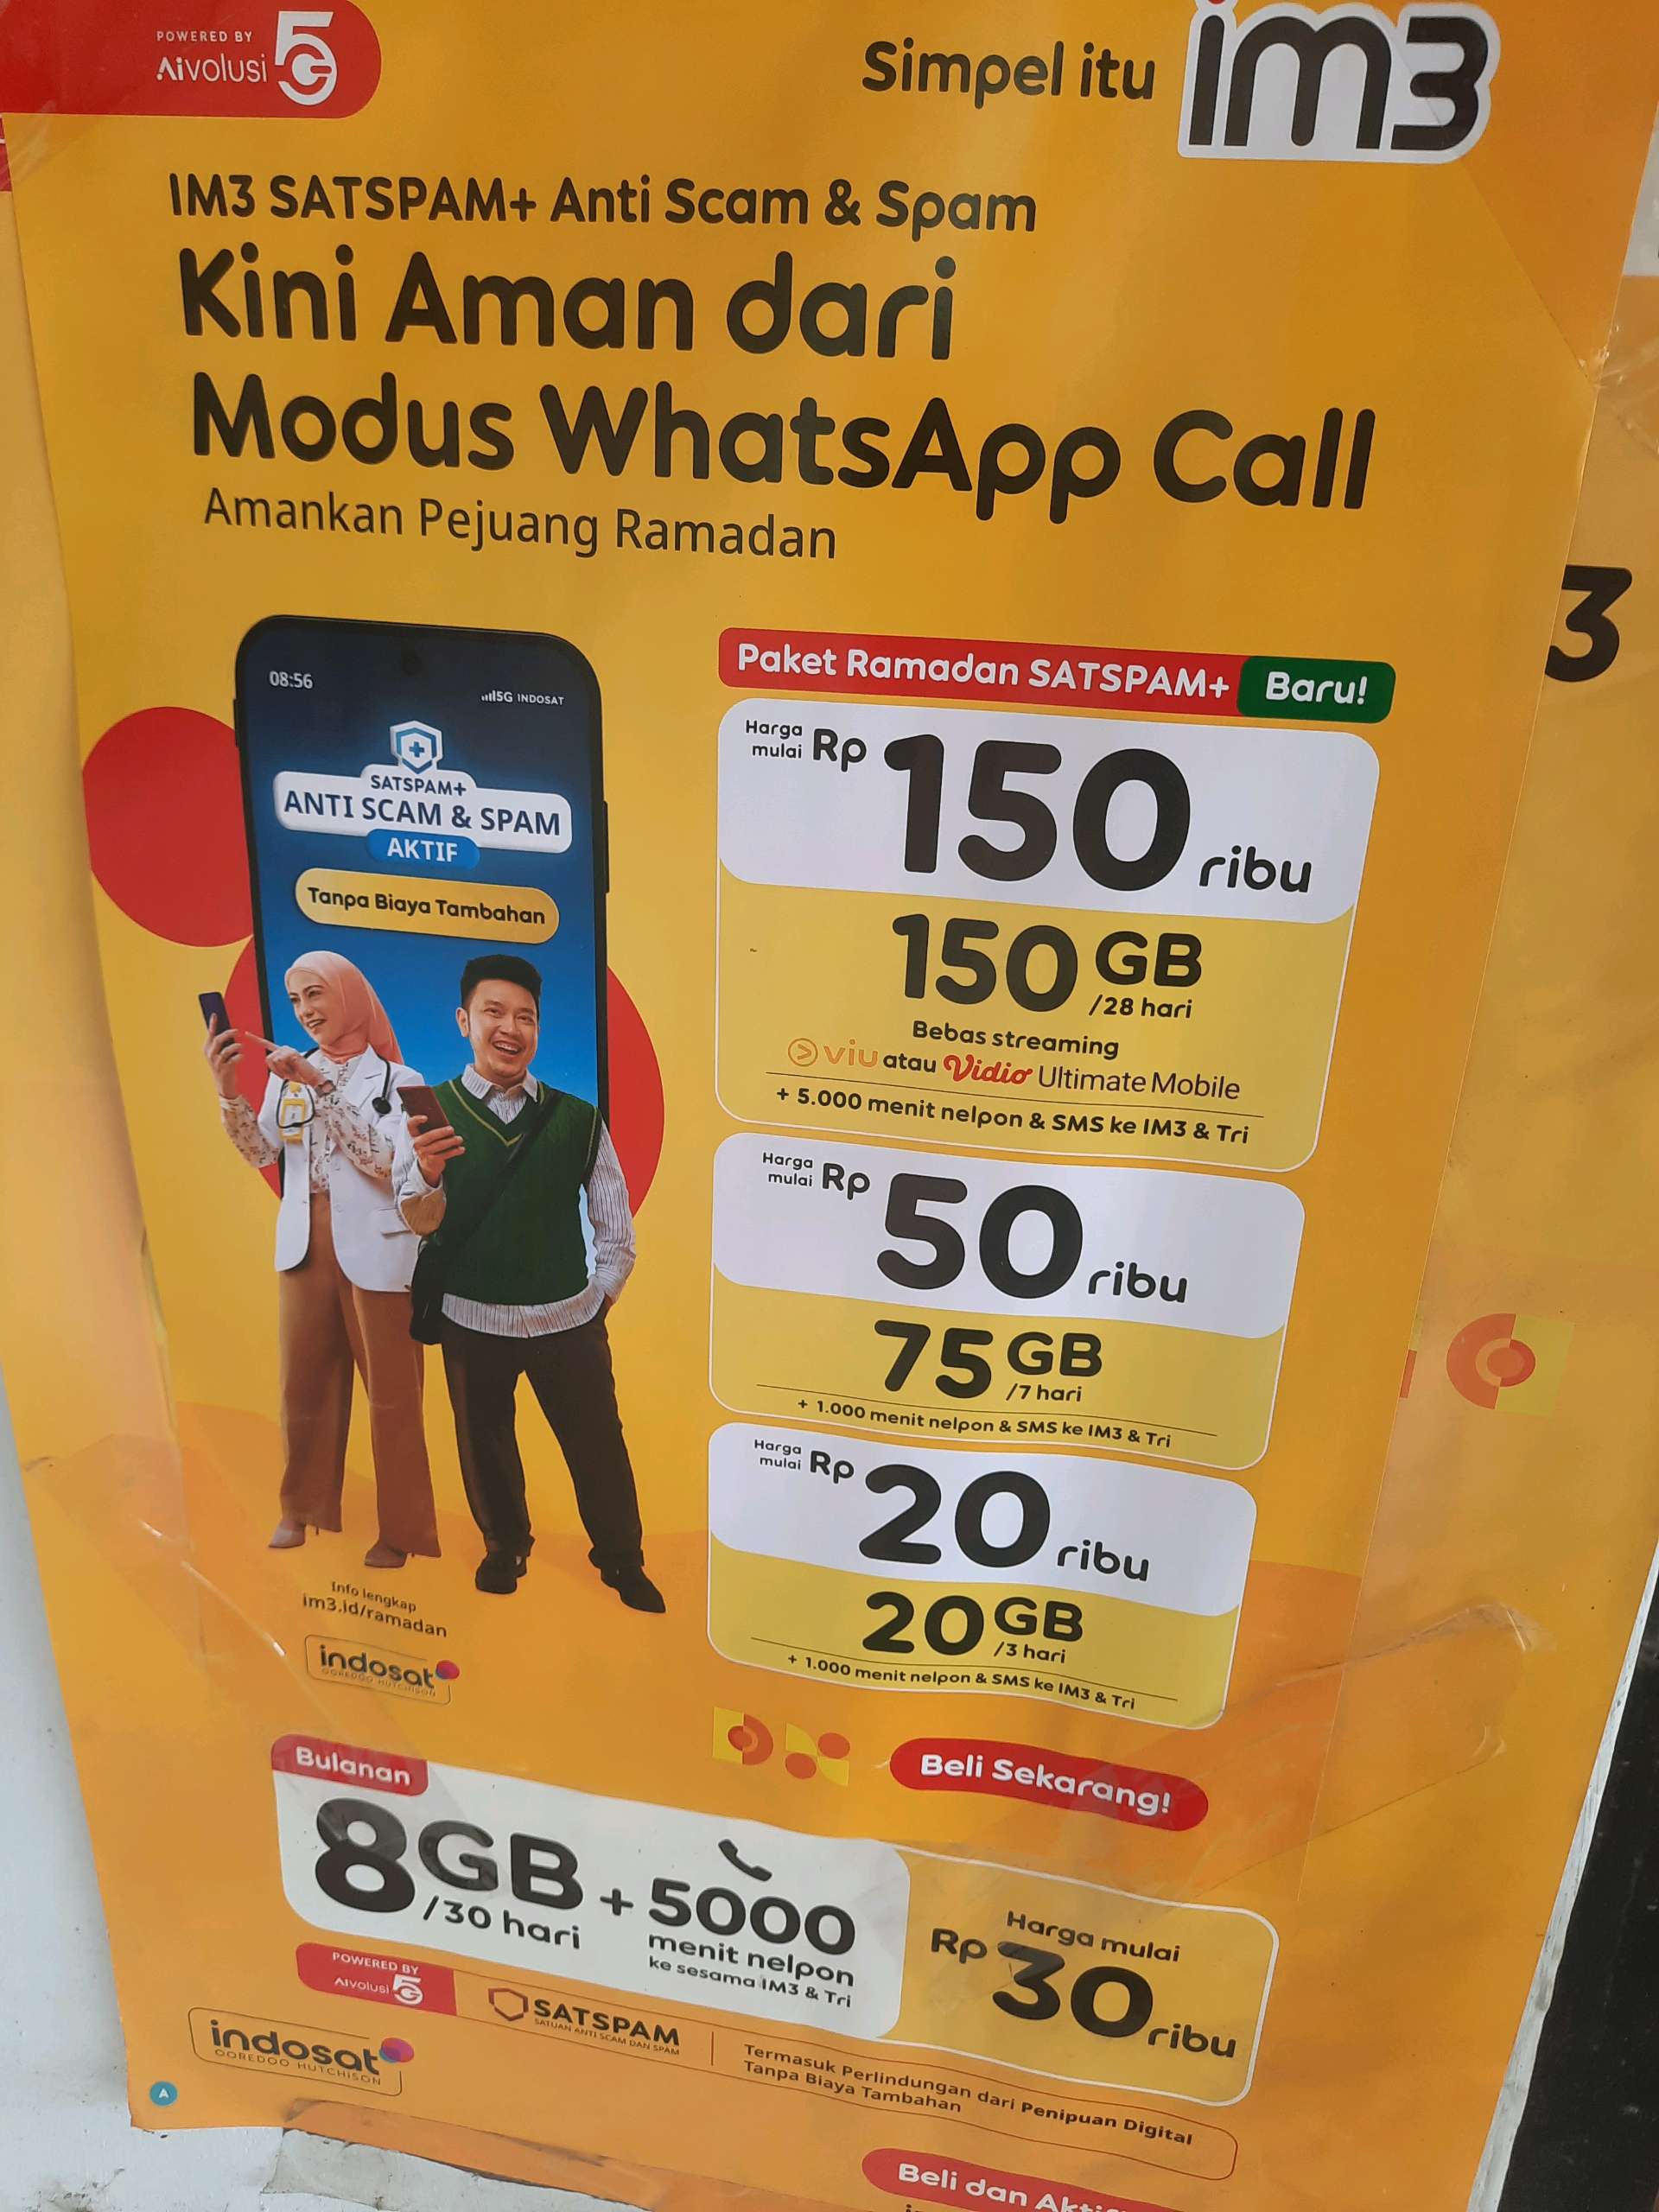 POWERED BY
Aivolusi 5G
Simpel itu im3
IM3 SATSPAM+ Anti Scam & Spam
Kini Aman dari
Modus WhatsApp Call
Amankan Pejuang Ramadan
3
08:56
5G INDOSAT
SATSPAM+
ANTI SCAM & SPAM
AKTIF
Tanpa Biaya Tambahan
Paket Ramadan SATSPAM+ Baru!
Harga
mulai Rp 150 ribu
150 GB
/28 hari
Bebas streaming
viu atau Vidio Ultimate Mobile
+ 5.000 menit nelpon & SMS ke IM3 & Tri
Harga
mulai Rp 50 ribu
75 GB
/7 hari
+ 1.000 menit nelpon & SMS ke IM3 & Tri
Harga
mulai Rp 20 ribu
20 GB
/3 hari
+ 1.000 menit nelpon & SMS ke IM3 & Tri
Info lengkap
im3.id/ramadan
indosat
OOREDOO HUTCHISON
Beli Sekarang!
Bulanan
8GB
/30 hari
+ 5000
menit nelpon
ke sesama IM3 & Tri
Harga mulai
Rp 30 ribu
POWERED BY
Aivolusi 5G
SATSPAM
SATUAN ANTI SCAM DAN SPAM
Termasuk Perlindungan dari Penipuan Digital
Tanpa Biaya Tambahan
indosat
OOREDOO HUTCHISON
A
Beli dan